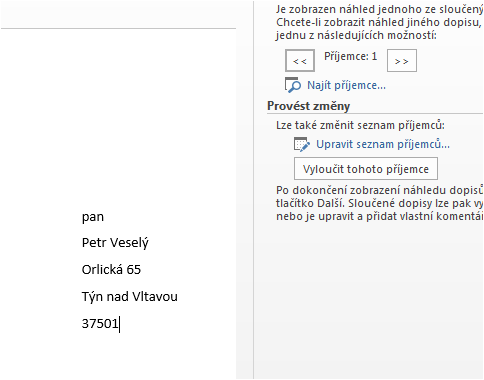 pan
Petr Veselý
Orlická 65
Týn nad Vltavou
37501
Je zobrazen náhled jednoho ze sloučený
Chcete-li zobrazit náhled jiného dopisu,
jednu z následujících možností:
<< Příjemce: 1 >>
Najít příjemce...
Provést změny
Lze také změnit seznam příjemců:
Upravit seznam příjemců...
Vyloučit tohoto příjemce
Po dokončení zobrazení náhledu dopisů
tlačítko Další. Sloučené dopisy lze pak vy
nebo je upravit a přidat vlastní komentář